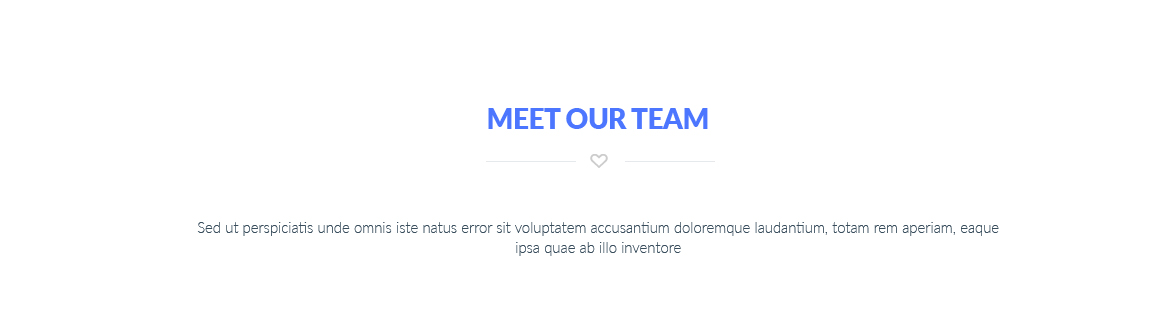 MEET OUR TEAM
Sed ut perspiciatis unde omnis iste natus error sit voluptatem accusantium doloremque laudantium, totam rem aperiam, eaque
ipsa quae ab illo inventore